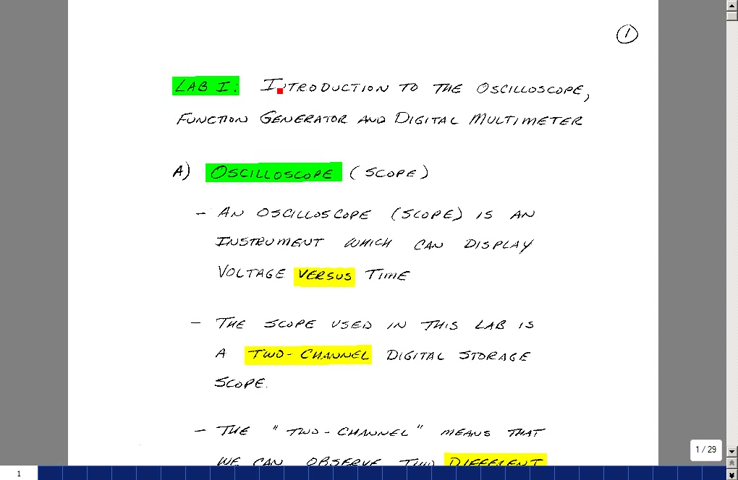 1
LAB I: INTRODUCTION TO THE OSCILLOSCOPE,
FUNCTION GENERATOR AND DIGITAL MULTIMETER
A) OSCILLOSCOPE (SCOPE)
- AN OSCILLOSCOPE (SCOPE) IS AN
INSTRUMENT WHICH CAN DISPLAY
VOLTAGE VERSUS TIME
- THE SCOPE USED IN THIS LAB IS
A TWO-CHANNEL DIGITAL STORAGE
SCOPE.
- THE "TWO-CHANNEL" MEANS THAT
WE CAN OBSERVE TWO DIFFERENT
1 / 29
1